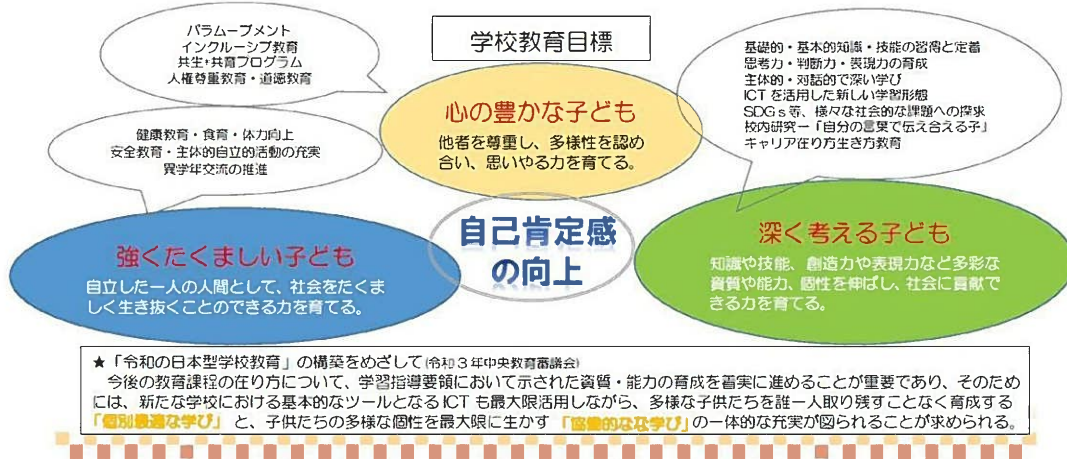 学校教育目標
パラムーブメント
インクルーシブ教育
共生*共育プログラム
人権尊重教育・道徳教育
心の豊かな子ども
他者を尊重し、多様性を認め
合い、思いやる力を育てる。
基礎的・基本的知識・技能の習得と定着
思考力・判断力・表現力の育成
主体的・対話的で深い学び
ICTを活用した新しい学習形態
SDGs等、様々な社会的な課題への探求
校内研究ー「自分の言葉で伝え合える子」
キャリア在り方生き方教育
健康教育・食育・体力向上
安全教育・主体的自立的活動の充実
異学年交流の推進
自己肯定感
の向上
強くたくましい子ども
自立した一人の人間として、社会をたくま
しく生き抜くことのできる力を育てる。
深く考える子ども
知識や技能、創造力や表現力など多彩な
資質や能力、個性を伸ばし、社会に貢献で
きる力を育てる。
★「令和の日本型学校教育」の構築をめざして(令和3年中央教育審議会)
今後の教育課程の在り方について、学習指導要領において示された資質・能力の育成を着実に進めることが重要であり、そのため
には、新たな学校における基本的なツールとなるICTも最大限活用しながら、多様な子供たちを誰一人取り残すことなく育成する
「個別最適な学び」と、子供たちの多様な個性を最大限に生かす「協働的なな学び」の一体的な充実が図られることが求められる。